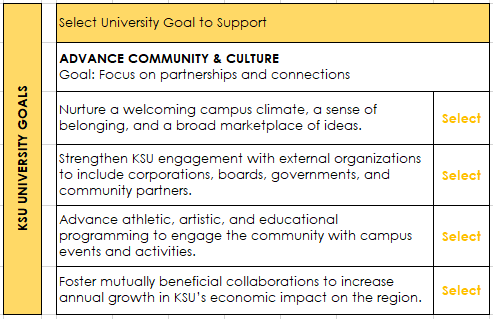 KSU UNIVERSITY GOALS
Select University Goal to Support
ADVANCE COMMUNITY & CULTURE
Goal: Focus on partnerships and connections
Nurture a welcoming campus climate, a sense of
belonging, and a broad marketplace of ideas.
Select
Strengthen KSU engagement with external organizations
to include corporations, boards, governments, and
community partners.
Select
Advance athletic, artistic, and educational
programming to engage the community with campus
events and activities.
Select
Foster mutually beneficial collaborations to increase
annual growth in KSU's economic impact on the region.
Select